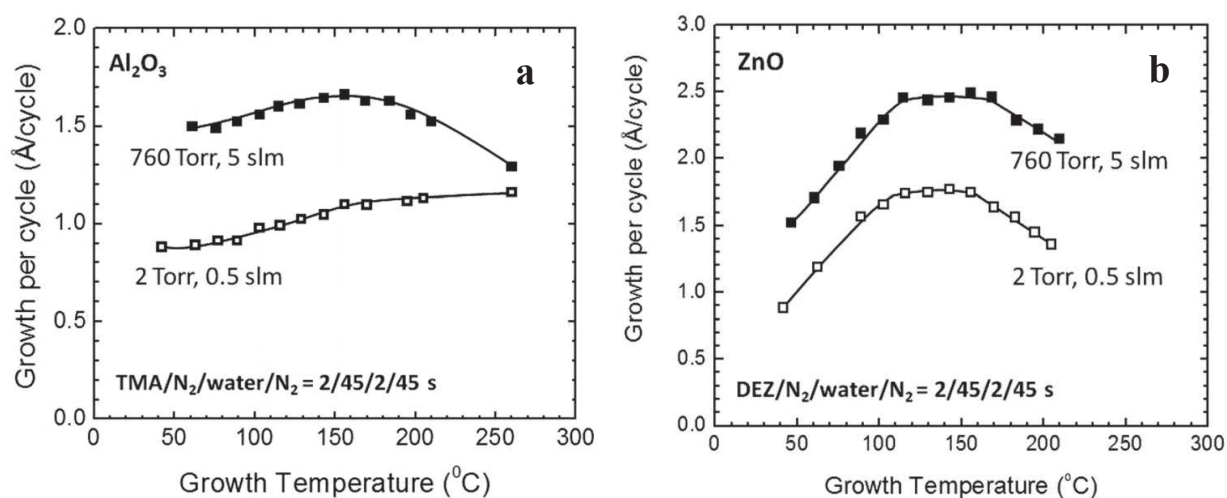 Al₂O₃
a
760 Torr, 5 slm
2 Torr, 0.5 slm
TMA/N₂/water/N₂ = 2/45/2/45 s
Growth per cycle (Å/cycle)
2.0
1.5
1.0
0.5
0.0
0 50 100 150 200 250 300
Growth Temperature (⁰C)
ZnO
b
760 Torr, 5 slm
2 Torr, 0.5 slm
DEZ/N₂/water/N₂ = 2/45/2/45 s
Growth per cycle (Å/cycle)
3.0
2.5
2.0
1.5
1.0
0.5
0.0
0 50 100 150 200 250 300
Growth Temperature (⁰C)